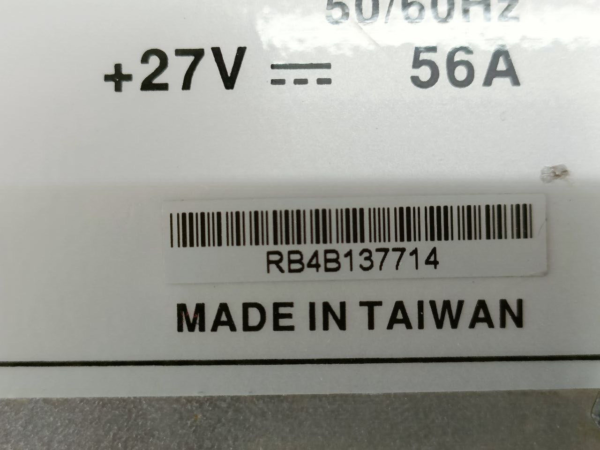 50/60Hz
+27V ⎓ 56A
RB4B137714
MADE IN TAIWAN